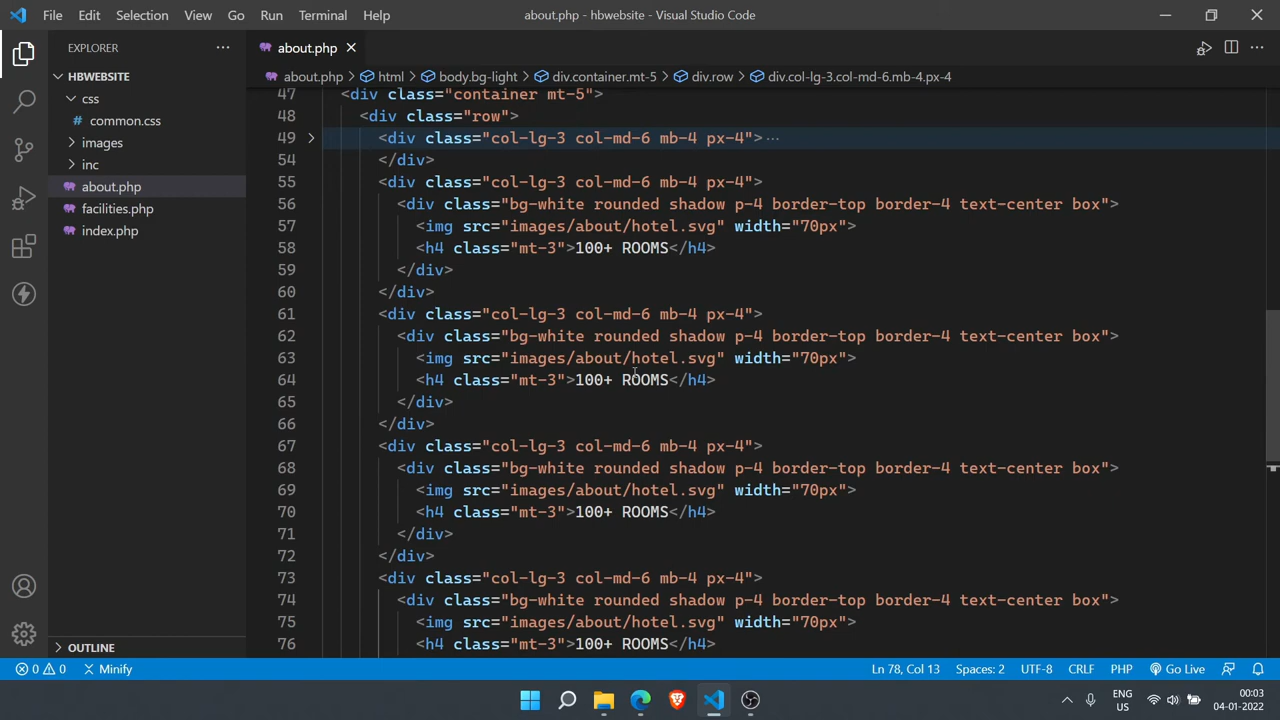 File Edit Selection View Go Run Terminal Help about.php - hbwebsite - Visual Studio Code
EXPLORER
HBWEBSITE
css
# common.css
images
inc
about.php
facilities.php
index.php
OUTLINE
about.php
about.php > html > body.bg-light > div.container.mt-5 > div.row > div.col-lg-3.col-md-6.mb-4.px-4
47 <div class="container mt-5">
48 <div class="row">
49 <div class="col-lg-3 col-md-6 mb-4 px-4">···
54 </div>
55 <div class="col-lg-3 col-md-6 mb-4 px-4">
56 <div class="bg-white rounded shadow p-4 border-top border-4 text-center box">
57 <img src="images/about/hotel.svg" width="70px">
58 <h4 class="mt-3">100+ ROOMS</h4>
59 </div>
60 </div>
61 <div class="col-lg-3 col-md-6 mb-4 px-4">
62 <div class="bg-white rounded shadow p-4 border-top border-4 text-center box">
63 <img src="images/about/hotel.svg" width="70px">
64 <h4 class="mt-3">100+ ROOMS</h4>
65 </div>
66 </div>
67 <div class="col-lg-3 col-md-6 mb-4 px-4">
68 <div class="bg-white rounded shadow p-4 border-top border-4 text-center box">
69 <img src="images/about/hotel.svg" width="70px">
70 <h4 class="mt-3">100+ ROOMS</h4>
71 </div>
72 </div>
73 <div class="col-lg-3 col-md-6 mb-4 px-4">
74 <div class="bg-white rounded shadow p-4 border-top border-4 text-center box">
75 <img src="images/about/hotel.svg" width="70px">
76 <h4 class="mt-3">100+ ROOMS</h4>
0 0 Minify Ln 78, Col 13 Spaces: 2 UTF-8 CRLF PHP Go Live
ENG
US
00:03
04-01-2022